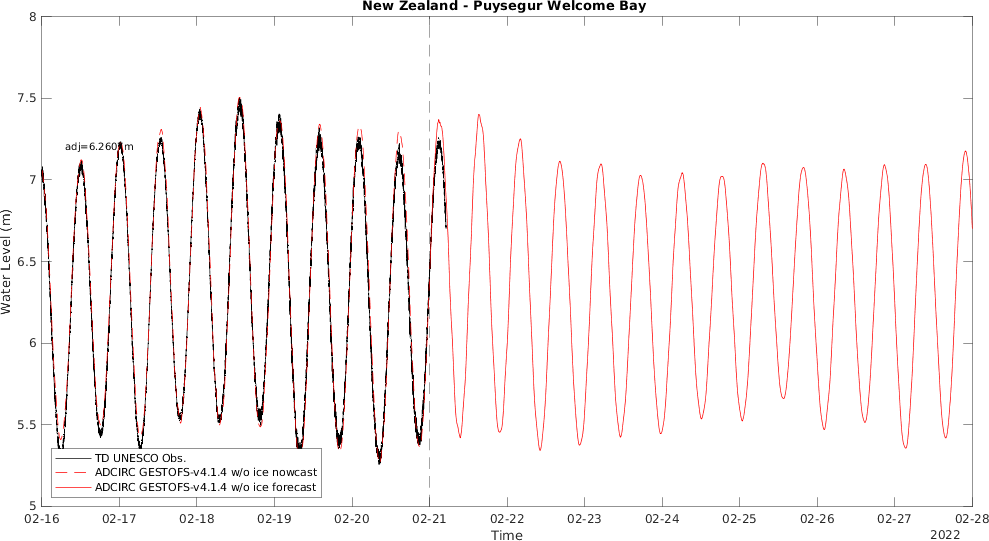 New Zealand - Puysegur Welcome Bay
8
7.5
7
6.5
6
5.5
5
Water Level (m)
TD UNESCO Obs.
ADCIRC GESTOFS-v4.1.4 w/o ice nowcast
ADCIRC GESTOFS-v4.1.4 w/o ice forecast
02-16 02-17 02-18 02-19 02-20 02-21 02-22 02-23 02-24 02-25 02-26 02-27 02-28
Time
2022